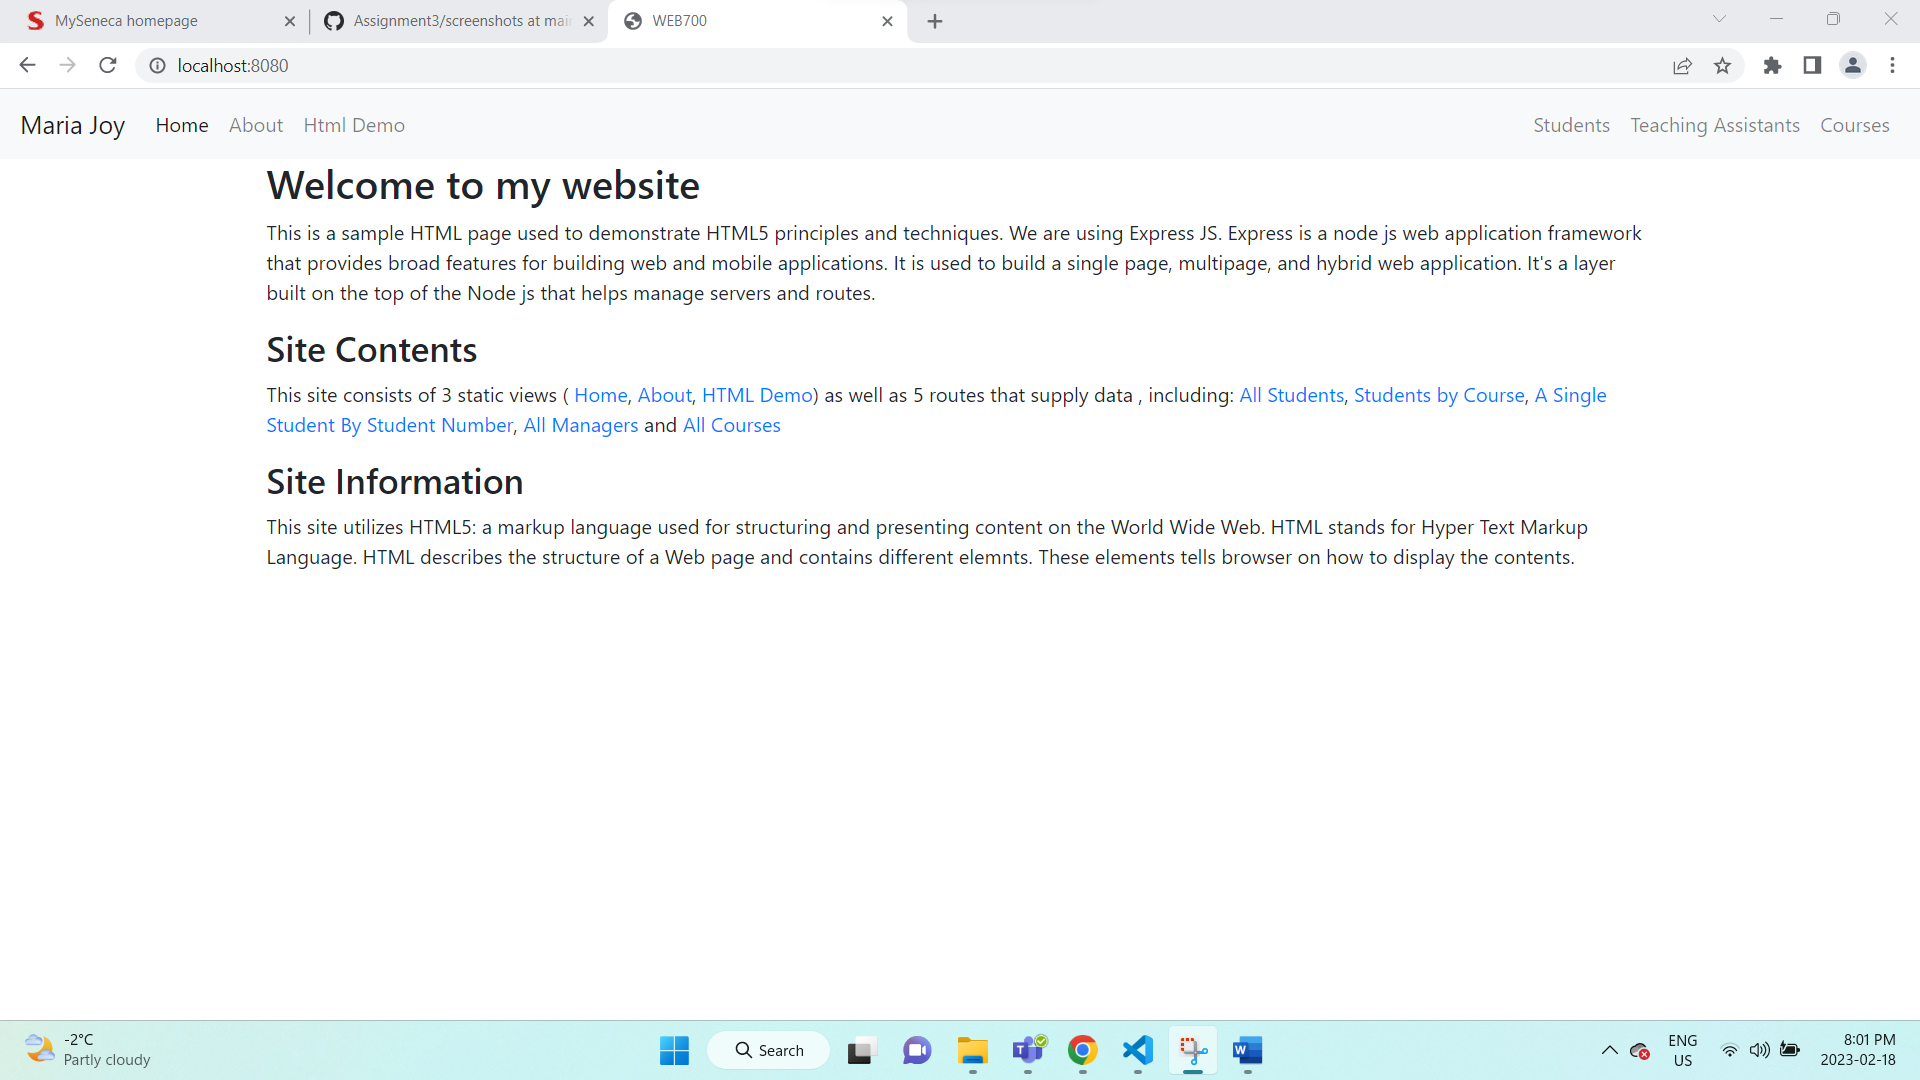 MySeneca homepage
Assignment3/screenshots at mai
WEB700
localhost:8080
Maria Joy Home About Html Demo Students Teaching Assistants Courses
Welcome to my website
This is a sample HTML page used to demonstrate HTML5 principles and techniques. We are using Express JS. Express is a node js web application framework
that provides broad features for building web and mobile applications. It is used to build a single page, multipage, and hybrid web application. It's a layer
built on the top of the Node js that helps manage servers and routes.
Site Contents
This site consists of 3 static views ( Home, About, HTML Demo) as well as 5 routes that supply data , including: All Students, Students by Course, A Single
Student By Student Number, All Managers and All Courses
Site Information
This site utilizes HTML5: a markup language used for structuring and presenting content on the World Wide Web. HTML stands for Hyper Text Markup
Language. HTML describes the structure of a Web page and contains different elemnts. These elements tells browser on how to display the contents.
-2°C
Partly cloudy
Search
ENG
US
8:01 PM
2023-02-18